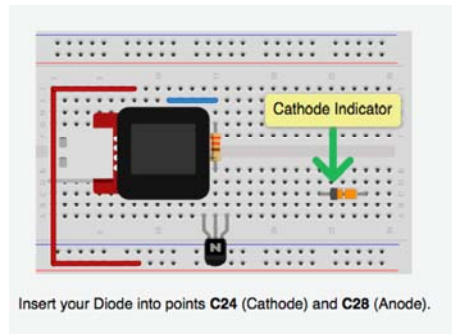 Cathode Indicator
N
Insert your Diode into points C24 (Cathode) and C28 (Anode).